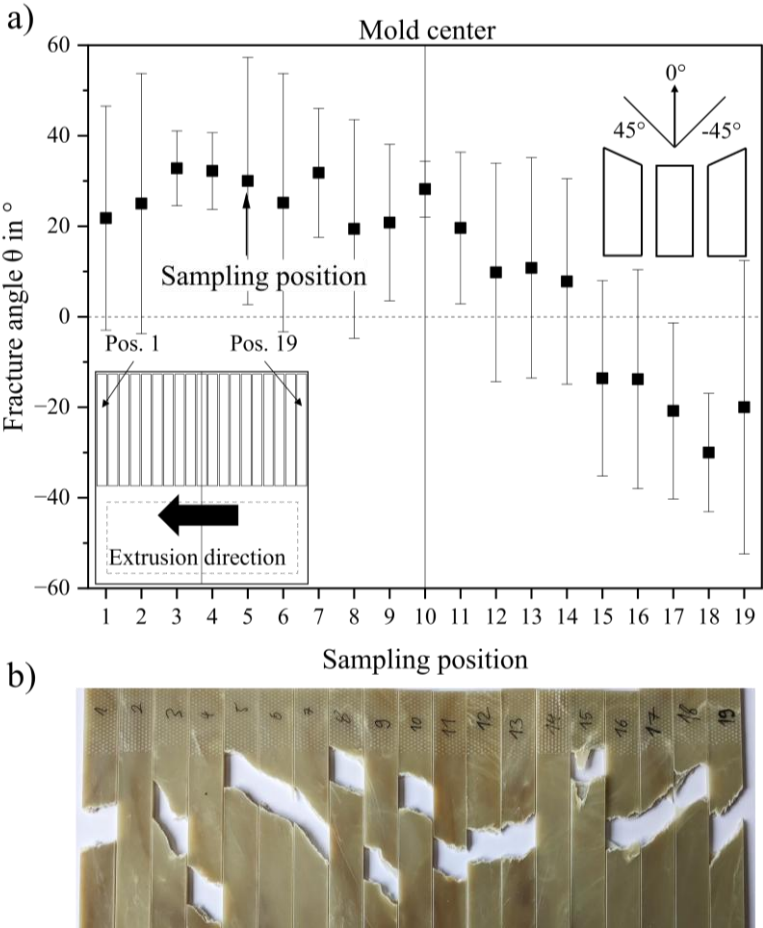 a)
Mold center
60
40
20
0
−20
−40
−60
Fracture angle θ in °
0°
45°
-45°
Sampling position
Pos. 1
Pos. 19
Extrusion direction
1 2 3 4 5 6 7 8 9 10 11 12 13 14 15 16 17 18 19
Sampling position
b)
1 2 3 4 5 6 7 8 9 10 11 12 13 14 15 16 17 18 19